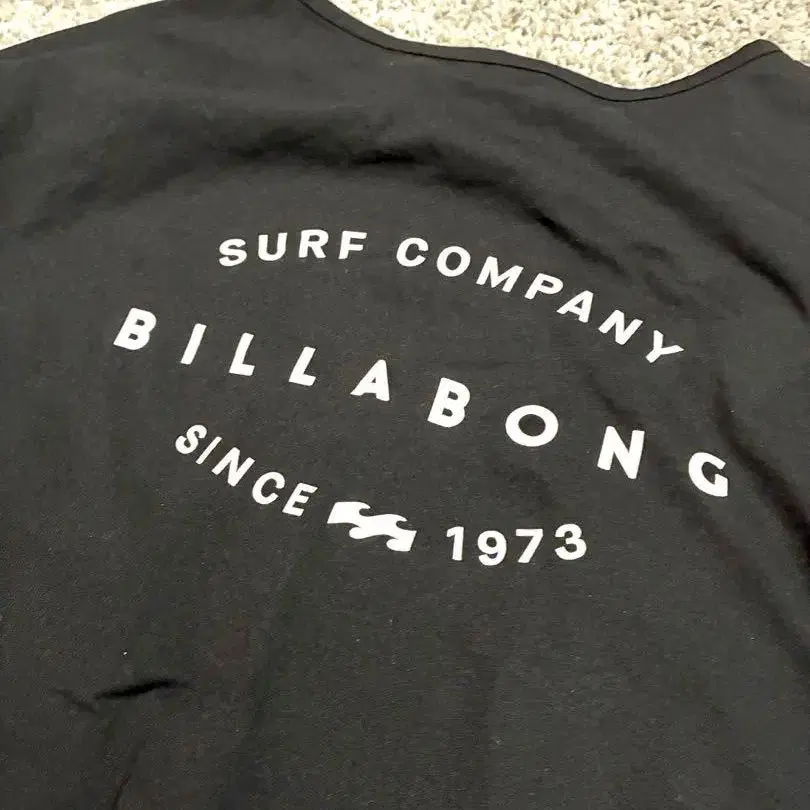 SURF COMPANY
BILLABONG
SINCE 1973